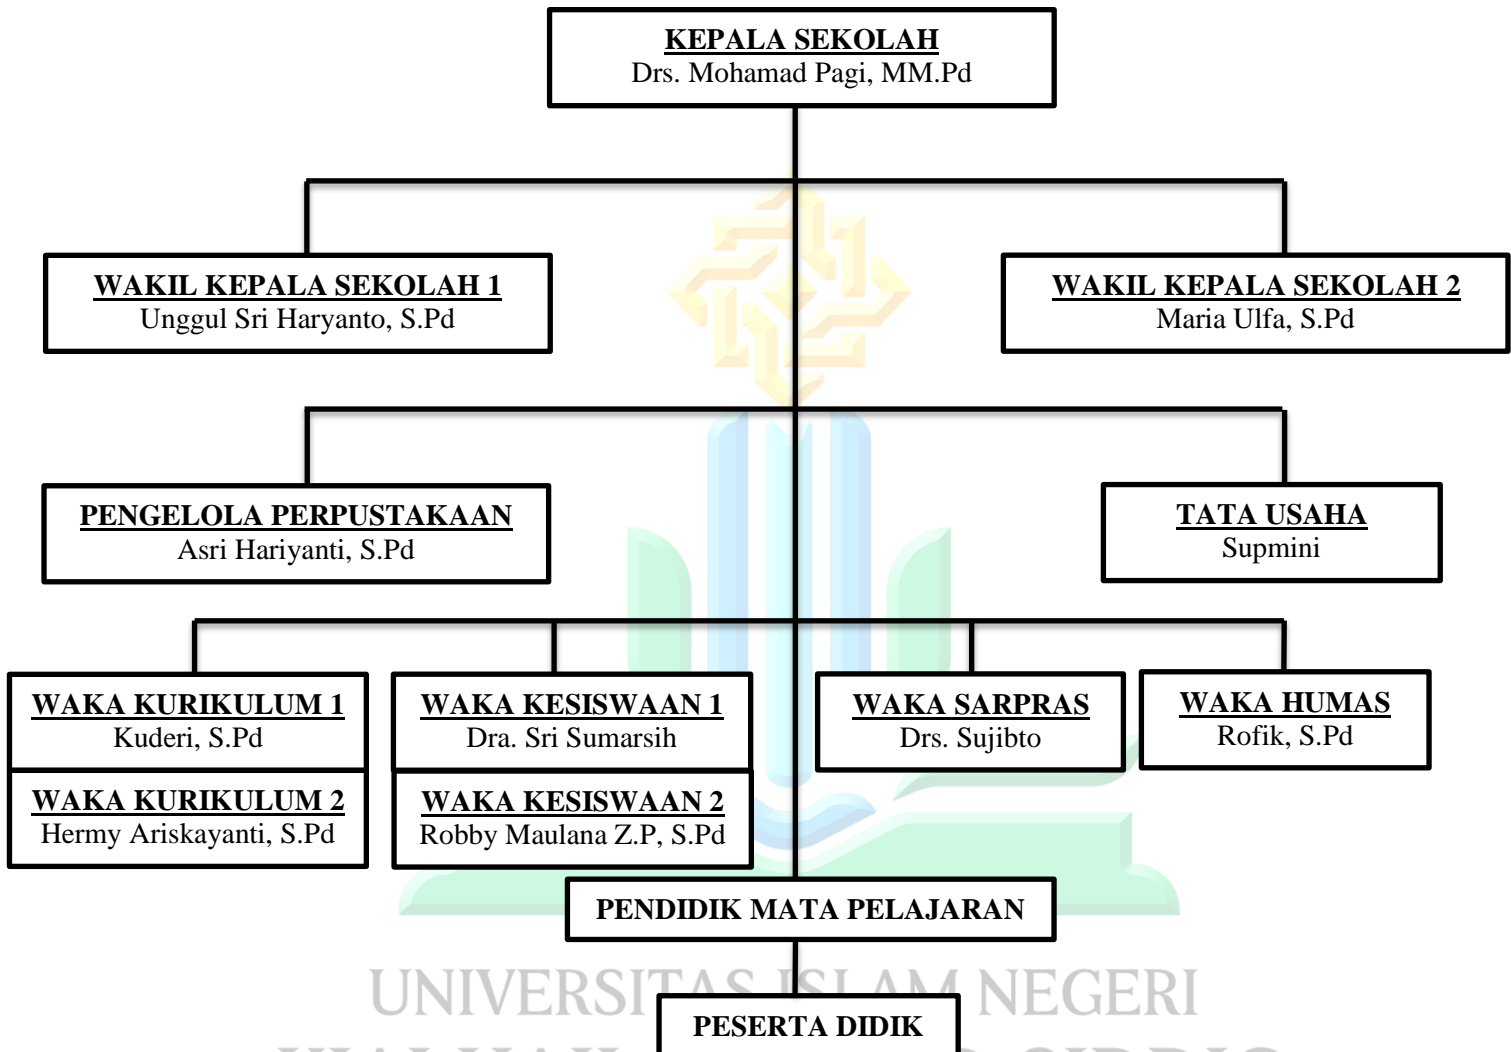 KEPALA SEKOLAH
Drs. Mohamad Pagi, MM.Pd
WAKIL KEPALA SEKOLAH 1
Unggul Sri Haryanto, S.Pd
WAKIL KEPALA SEKOLAH 2
Maria Ulfa, S.Pd
PENGELOLA PERPUSTAKAAN
Asri Hariyanti, S.Pd
TATA USAHA
Supmini
WAKA KURIKULUM 1
Kuderi, S.Pd
WAKA KURIKULUM 2
Hermy Ariskayanti, S.Pd
WAKA KESISWAAN 1
Dra. Sri Sumarsih
WAKA KESISWAAN 2
Robby Maulana Z.P, S.Pd
WAKA SARPRAS
Drs. Sujibto
WAKA HUMAS
Rofik, S.Pd
PENDIDIK MATA PELAJARAN
UNIVERSITAS ISLAM NEGERI
PESERTA DIDIK